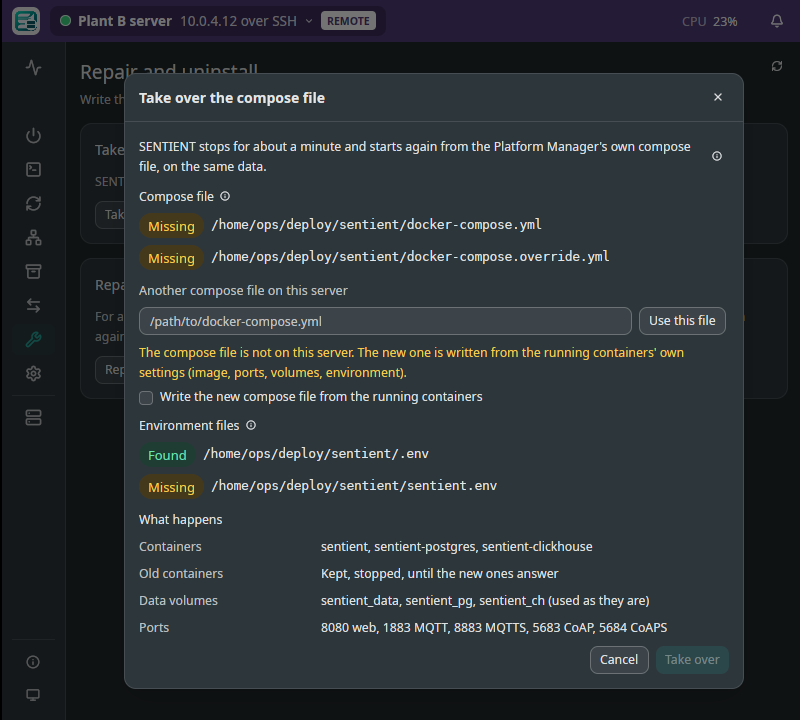 Plant B server 10.0.4.12 over SSH REMOTE
CPU 23%
Repair and uninstall
Write th
Take
SENT
Tak
Repa
For a
again
Rep
Take over the compose file
SENTIENT stops for about a minute and starts again from the Platform Manager's own compose
file, on the same data.
Compose file
Missing /home/ops/deploy/sentient/docker-compose.yml
Missing /home/ops/deploy/sentient/docker-compose.override.yml
Another compose file on this server
/path/to/docker-compose.yml
Use this file
The compose file is not on this server. The new one is written from the running containers' own
settings (image, ports, volumes, environment).
Write the new compose file from the running containers
Environment files
Found /home/ops/deploy/sentient/.env
Missing /home/ops/deploy/sentient/sentient.env
What happens
Containers sentient, sentient-postgres, sentient-clickhouse
Old containers Kept, stopped, until the new ones answer
Data volumes sentient_data, sentient_pg, sentient_ch (used as they are)
Ports 8080 web, 1883 MQTT, 8883 MQTTS, 5683 CoAP, 5684 CoAPS
Cancel Take over